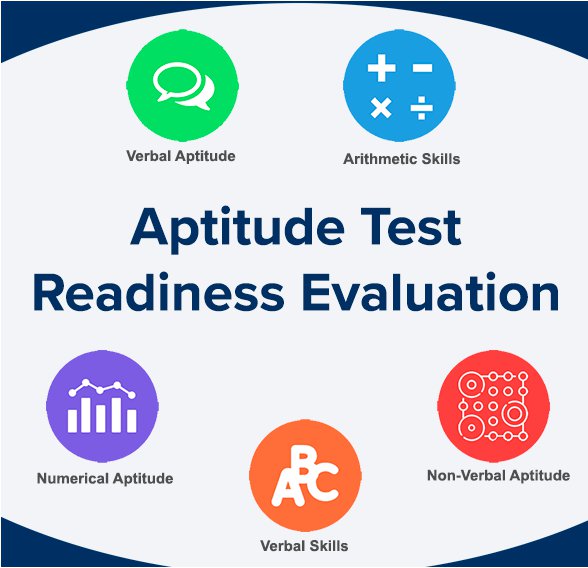 Verbal Aptitude
Arithmetic Skills
Aptitude Test
Readiness Evaluation
Numerical Aptitude
Non-Verbal Aptitude
ABC
Verbal Skills